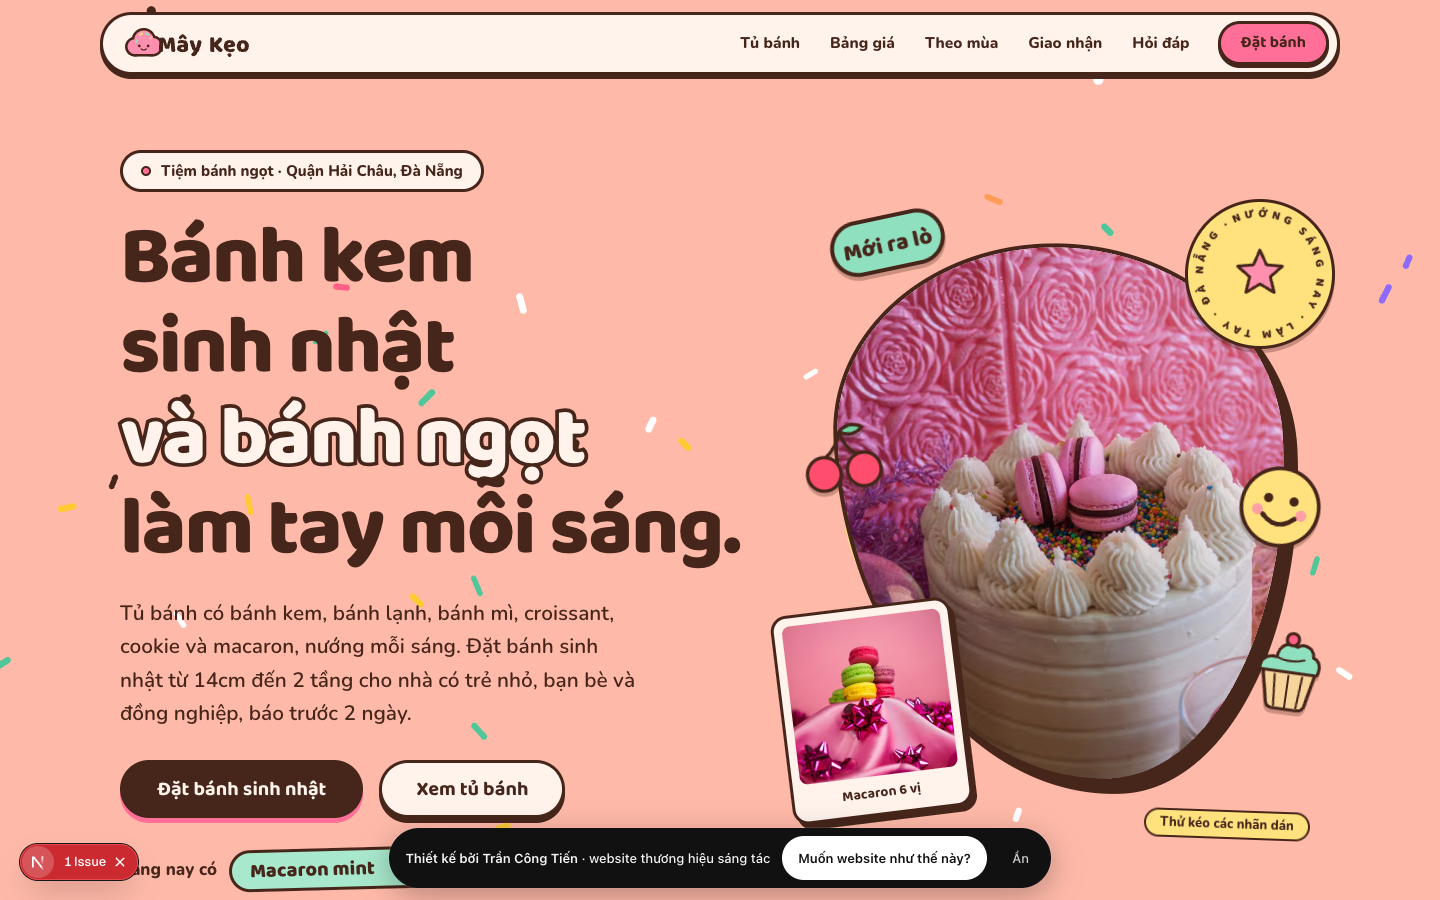 Mây Kẹo
Tủ bánh
Bảng giá
Theo mùa
Giao nhận
Hỏi đáp
Đặt bánh
Tiệm bánh ngọt · Quận Hải Châu, Đà Nẵng
Bánh kem
sinh nhật
và bánh ngọt
làm tay mỗi sáng.
Tủ bánh có bánh kem, bánh lạnh, bánh mì, croissant,
cookie và macaron, nướng mỗi sáng. Đặt bánh sinh
nhật từ 14cm đến 2 tầng cho nhà có trẻ nhỏ, bạn bè và
đồng nghiệp, báo trước 2 ngày.
Đặt bánh sinh nhật
Xem tủ bánh
Mới ra lò
NƯỚNG SÁNG NAY · LÀM TAY · ĐÀ NẴNG ·
Macaron 6 vị
Thử kéo các nhãn dán
nay có
Macaron mint
1 Issue
Thiết kế bởi Trần Công Tiến · website thương hiệu sáng tác
Muốn website như thế này?
Ẩn